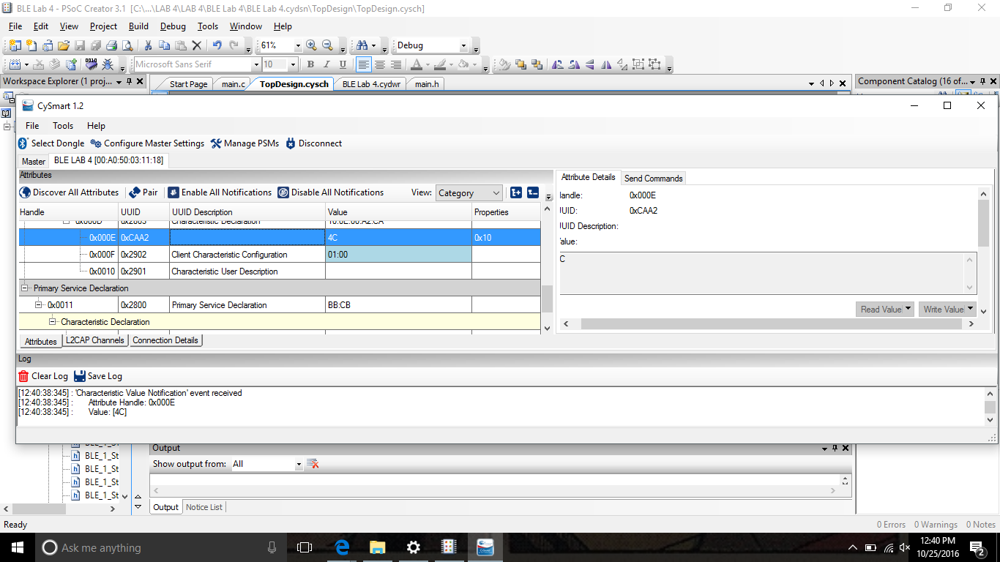 BLE Lab 4 - PSoC Creator 3.1 [C:\...\LAB 4\LAB 4\BLE Lab 4\BLE Lab 4.cydsn\TopDesign\TopDesign.cysch]
File Edit View Project Build Debug Tools Window Help
61% Debug
Microsoft Sans Serif 10 B I U
Workspace Explorer (1 proj... Start Page main.c TopDesign.cysch BLE Lab 4.cydwr main.h Component Catalog (16 of...
CySmart 1.2
File Tools Help
Select Dongle Configure Master Settings Manage PSMs Disconnect
Master BLE LAB 4 [00:A0:50:03:11:18]
Attributes
Discover All Attributes Pair Enable All Notifications Disable All Notifications View: Category
Handle UUID UUID Description Value Properties
0x000D 0x2803 Characteristic Declaration 10:0E:00:A2:CA
0x000E 0xCAA2 4C 0x10
0x000F 0x2902 Client Characteristic Configuration 01:00
0x0010 0x2901 Characteristic User Description
Primary Service Declaration
0x0011 0x2800 Primary Service Declaration BB:CB
Characteristic Declaration
Attributes L2CAP Channels Connection Details
Attribute Details Send Commands
andle: 0x000E
UID: 0xCAA2
UID Description:
alue:
C
Read Value Write Value
Log
Clear Log Save Log
[12:40:38:345] : 'Characteristic Value Notification' event received
[12:40:38:345] : Attribute Handle: 0x000E
[12:40:38:345] : Value: [4C]
BLE_1_St
BLE_1_St
BLE_1_St
BLE_1_St
Output
Show output from: All
Output Notice List
Ready 0 Errors 0 Warnings 0 Notes
Ask me anything
12:40 PM
10/25/2016
2